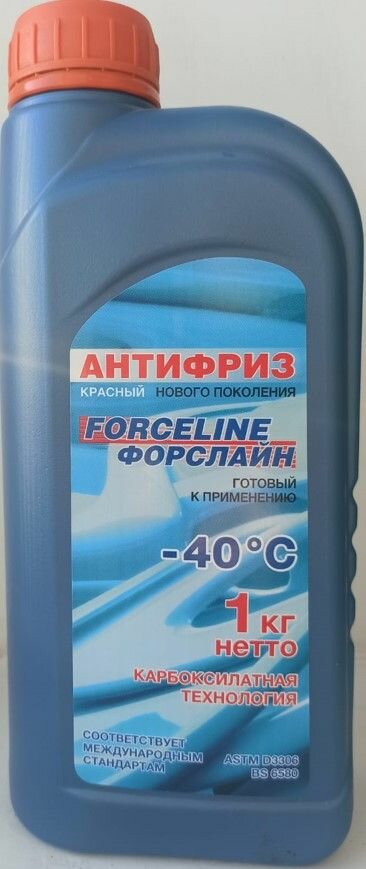 АНТИФРИЗ
КРАСНЫЙ НОВОГО ПОКОЛЕНИЯ
FORCELINE
ФОРСЛАЙН
ГОТОВЫЙ
К ПРИМЕНЕНИЮ
-40°С
1 кг
нетто
КАРБОКСИЛАТНАЯ
ТЕХНОЛОГИЯ
СООТВЕТСТВУЕТ
МЕЖДУНАРОДНЫМ
СТАНДАРТАМ
ASTM D3306
BS 6580